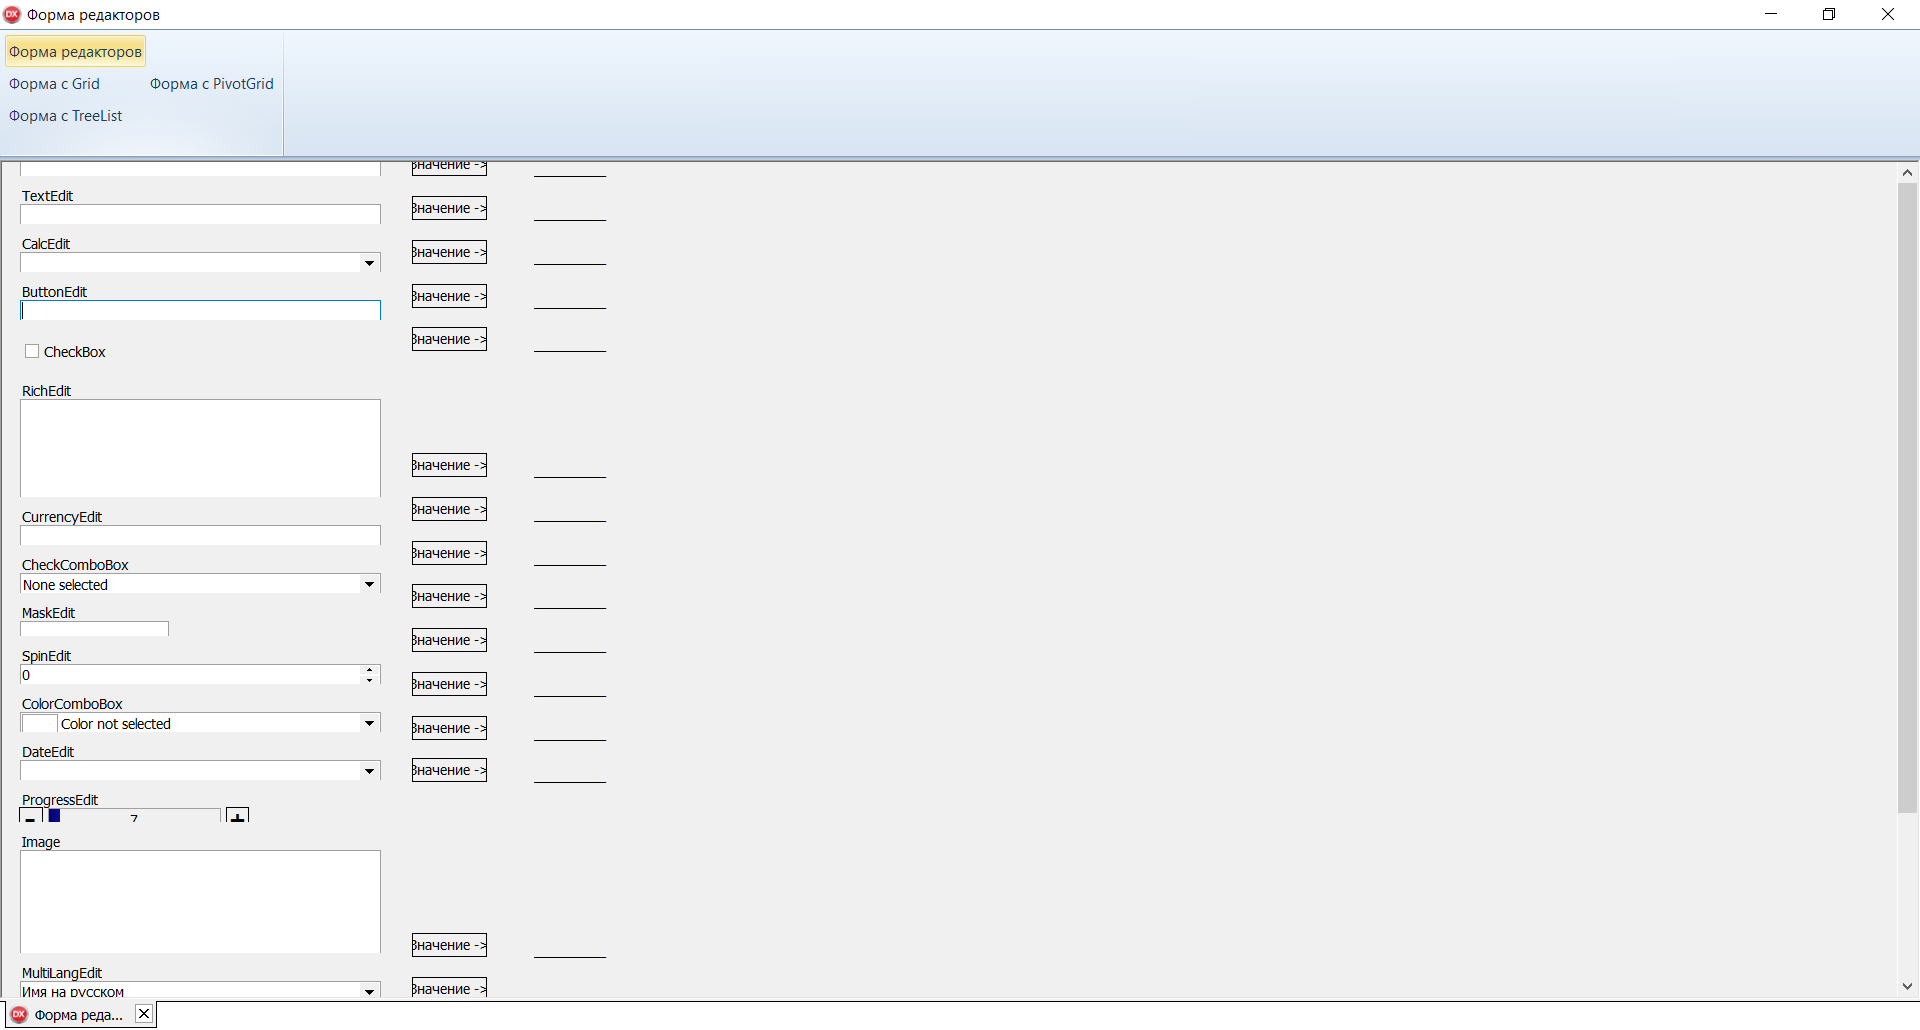 Форма редакторов
Форма редакторов
Форма с Grid
Форма с PivotGrid
Форма с TreeList
Значение ->
TextEdit
Значение ->
CalcEdit
Значение ->
ButtonEdit
Значение ->
CheckBox
Значение ->
RichEdit
Значение ->
CurrencyEdit
Значение ->
CheckComboBox
None selected
Значение ->
MaskEdit
Значение ->
SpinEdit
0
Значение ->
ColorComboBox
Color not selected
Значение ->
DateEdit
Значение ->
Значение ->
ProgressEdit
- 7 +
Image
Значение ->
MultiLangEdit
Имя на русском
Значение ->
Форма реда...